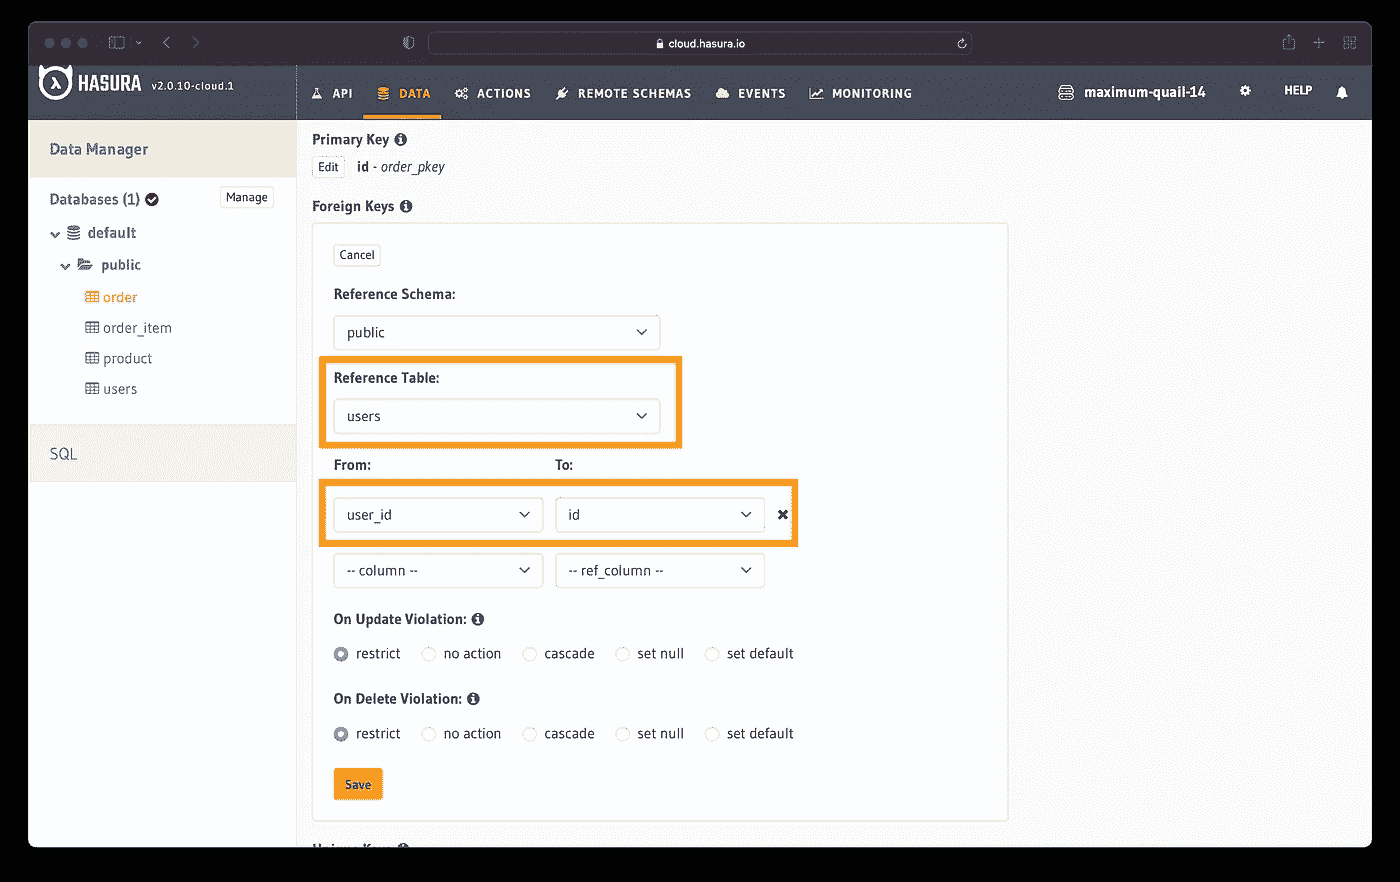 cloud.hasura.io
HASURA v2.0.10-cloud.1
API DATA ACTIONS REMOTE SCHEMAS EVENTS MONITORING maximum-quail-14 HELP
Data Manager
Databases (1) Manage
default
public
order
order_item
product
users
SQL
Primary Key
Edit id - order_pkey
Foreign Keys
Cancel
Reference Schema:
public
Reference Table:
users
From: To:
user_id id
-- column -- -- ref_column --
On Update Violation:
restrict no action cascade set null set default
On Delete Violation:
restrict no action cascade set null set default
Save